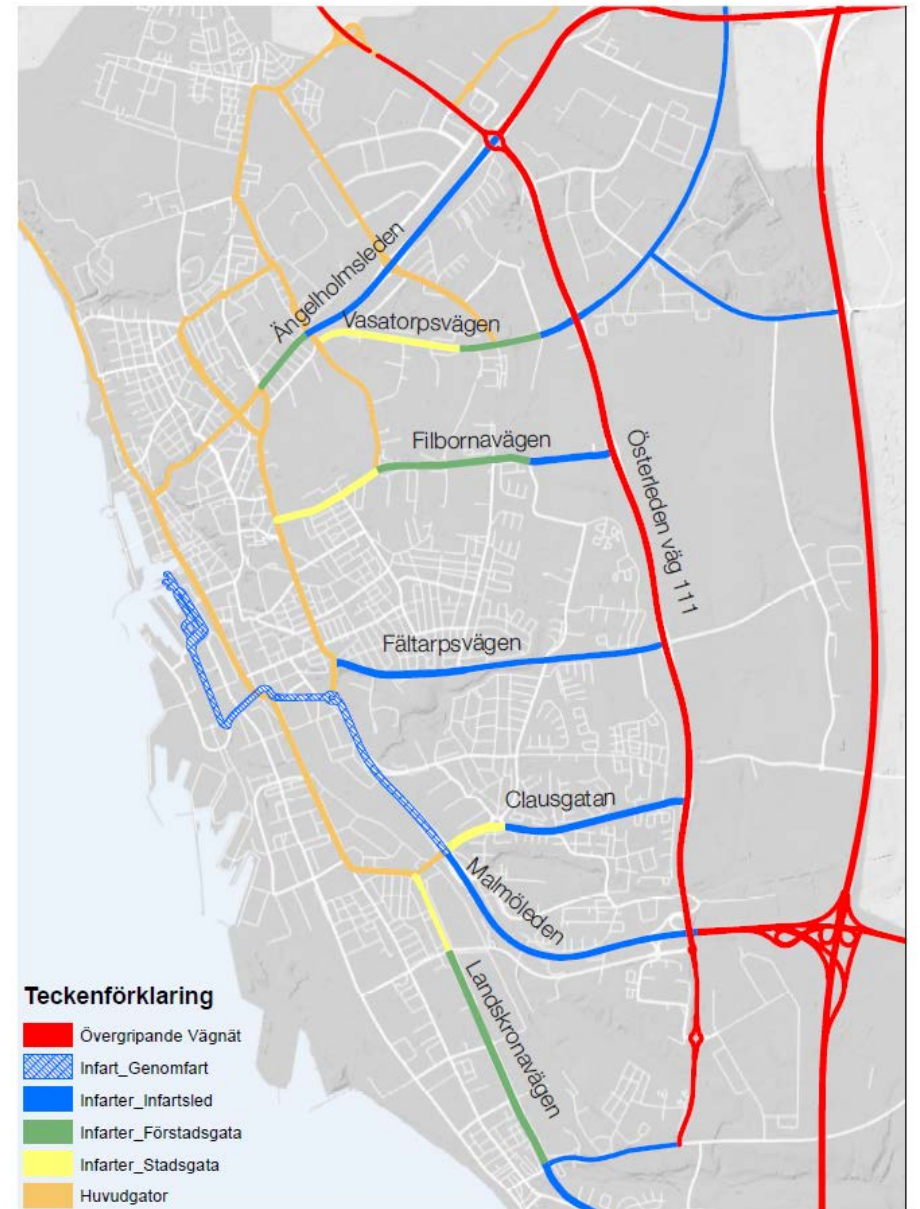 Ängelholmsleden
Vasatorpsvägen
Filbornavägen
Österleden väg 111
Fältarpsvägen
Clausgatan
Malmöleden
Landskronavägen
Teckenförklaring
Övergripande Vägnät
Infart_Genomfart
Infarter_Infartsled
Infarter_Förstadsgata
Infarter_Stadsgata
Huvudgator